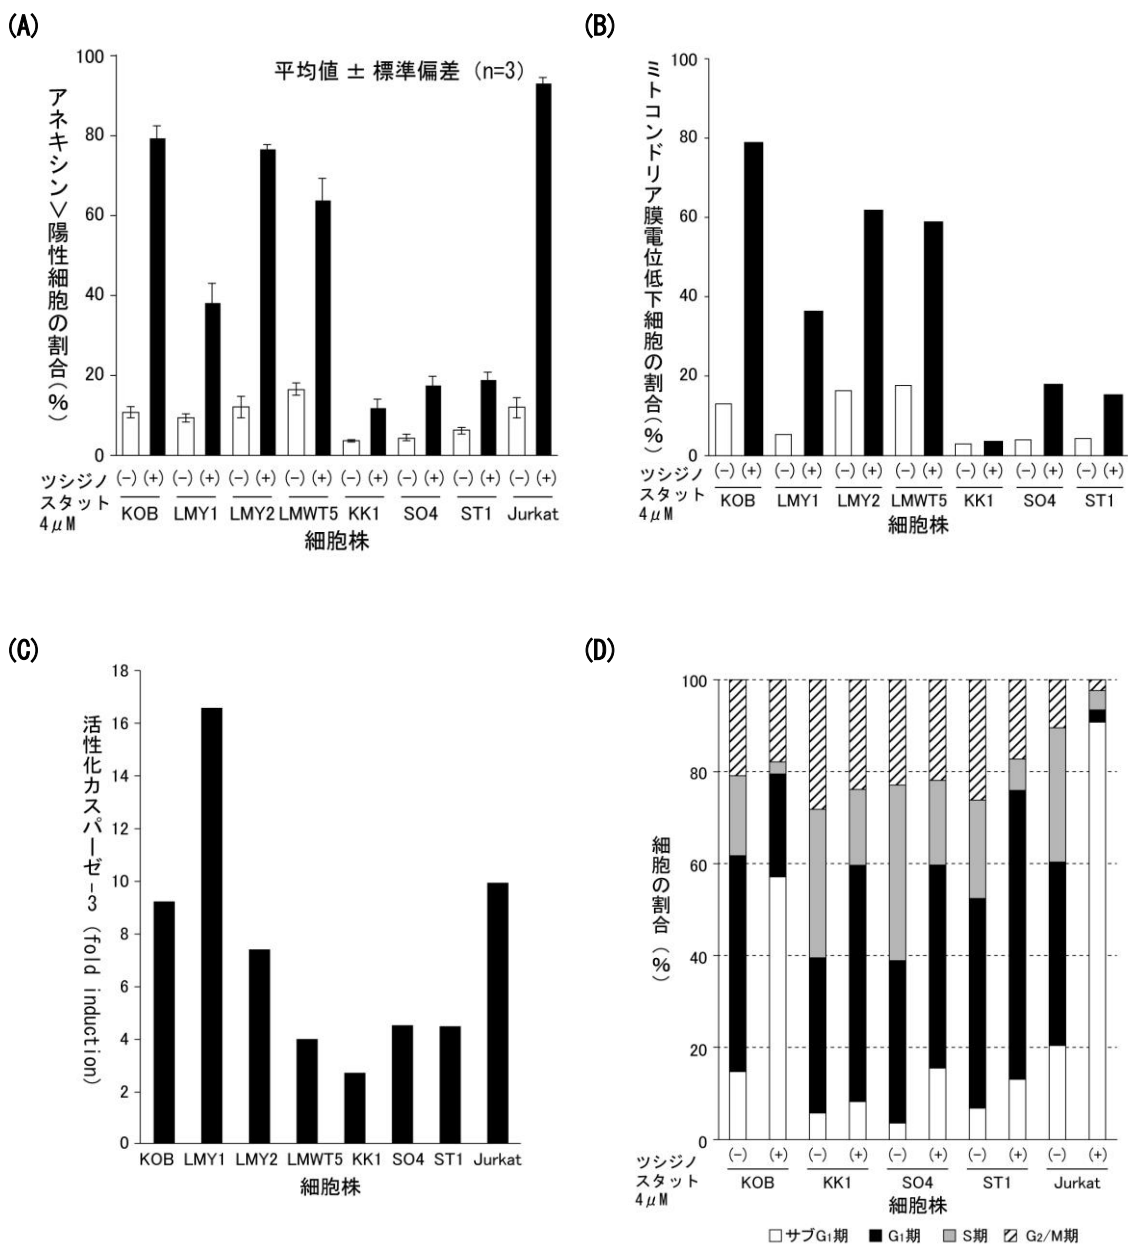 (A)
100
80
60
40
20
0
アネキシンV陽性細胞の割合(%)
平均値 ± 標準偏差 (n=3)
ツシジノ
スタット
4μM
(-) (+) (-) (+) (-) (+) (-) (+) (-) (+) (-) (+) (-) (+) (-) (+)
KOB LMY1 LMY2 LMWT5 KK1 SO4 ST1 Jurkat
細胞株
(B)
100
80
60
40
20
0
ミトコンドリア膜電位低下細胞の割合(%)
ツシジノ
スタット
4μM
(-) (+) (-) (+) (-) (+) (-) (+) (-) (+) (-) (+) (-) (+)
KOB LMY1 LMY2 LMWT5 KK1 SO4 ST1
細胞株
(C)
18
16
14
12
10
8
6
4
2
0
活性化カスパーゼ-3 (fold induction)
KOB LMY1 LMY2 LMWT5 KK1 SO4 ST1 Jurkat
細胞株
(D)
100
80
60
40
20
0
細胞の割合 (%)
ツシジノ
スタット
4μM
(-) (+) (-) (+) (-) (+) (-) (+) (-) (+)
KOB KK1 SO4 ST1 Jurkat
細胞株
サブG₁期 G₁期 S期 G₂/M期